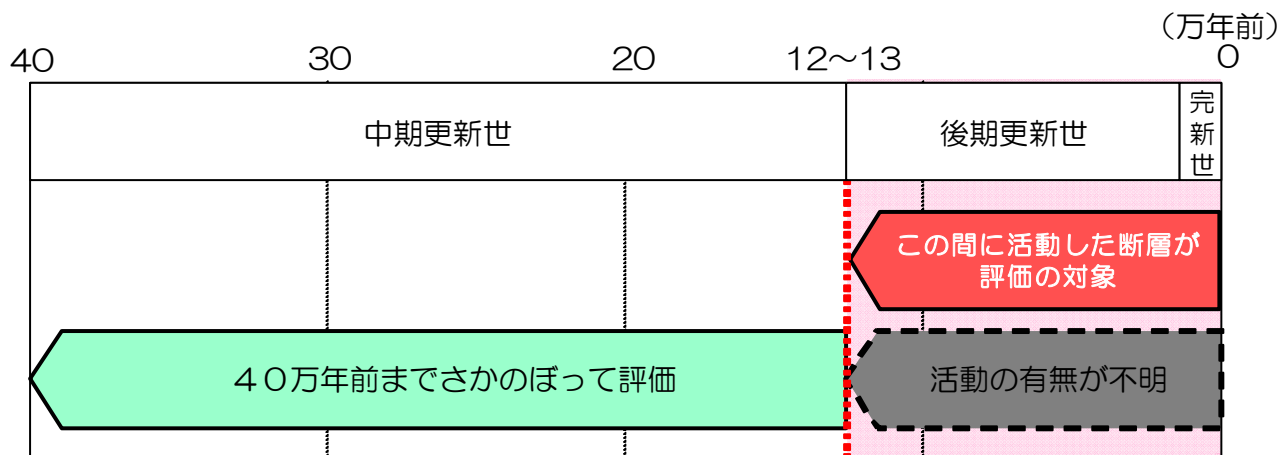 （万年前）
40
30
20
12～13
0
中期更新世
後期更新世
完新世
この間に活動した断層が
評価の対象
４０万年前までさかのぼって評価
活動の有無が不明